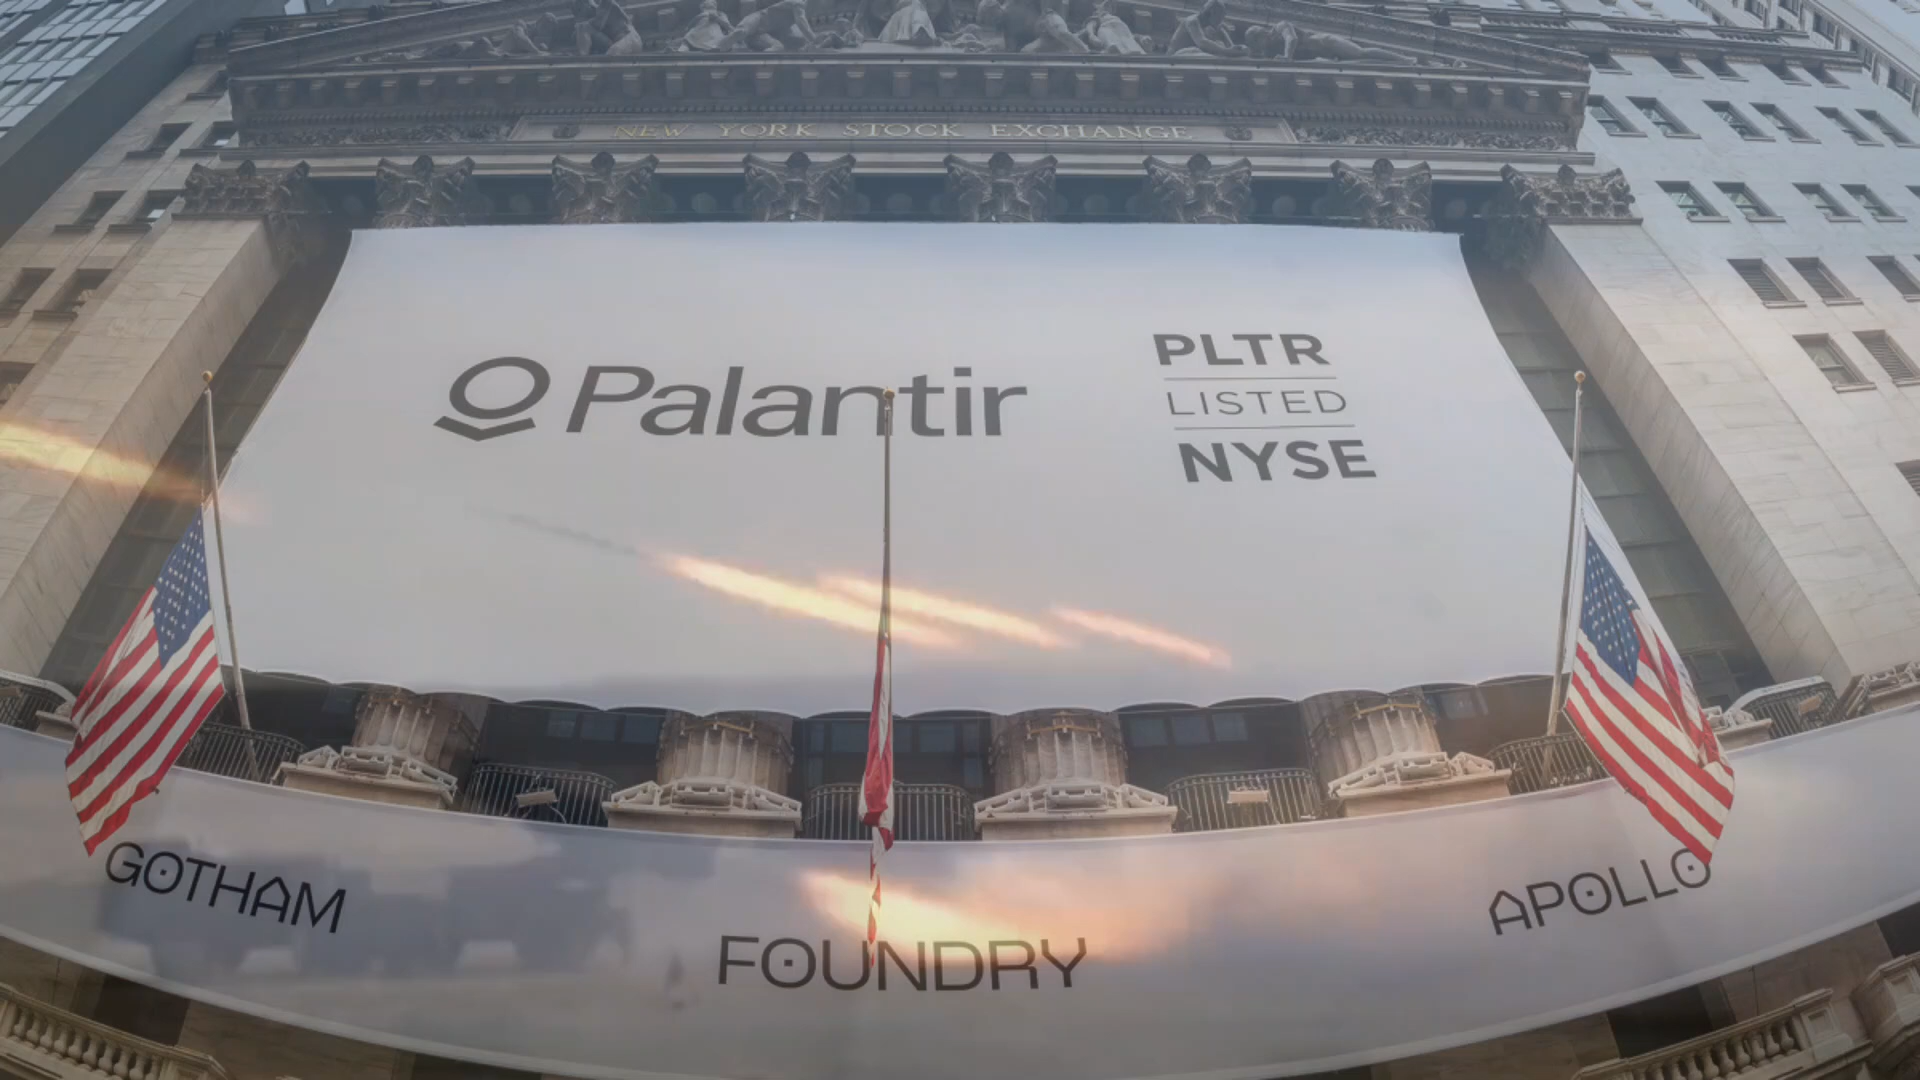 NEW YORK STOCK EXCHANGE
Palantir
PLTR
LISTED
NYSE
GOTHAM
FOUNDRY
APOLLO